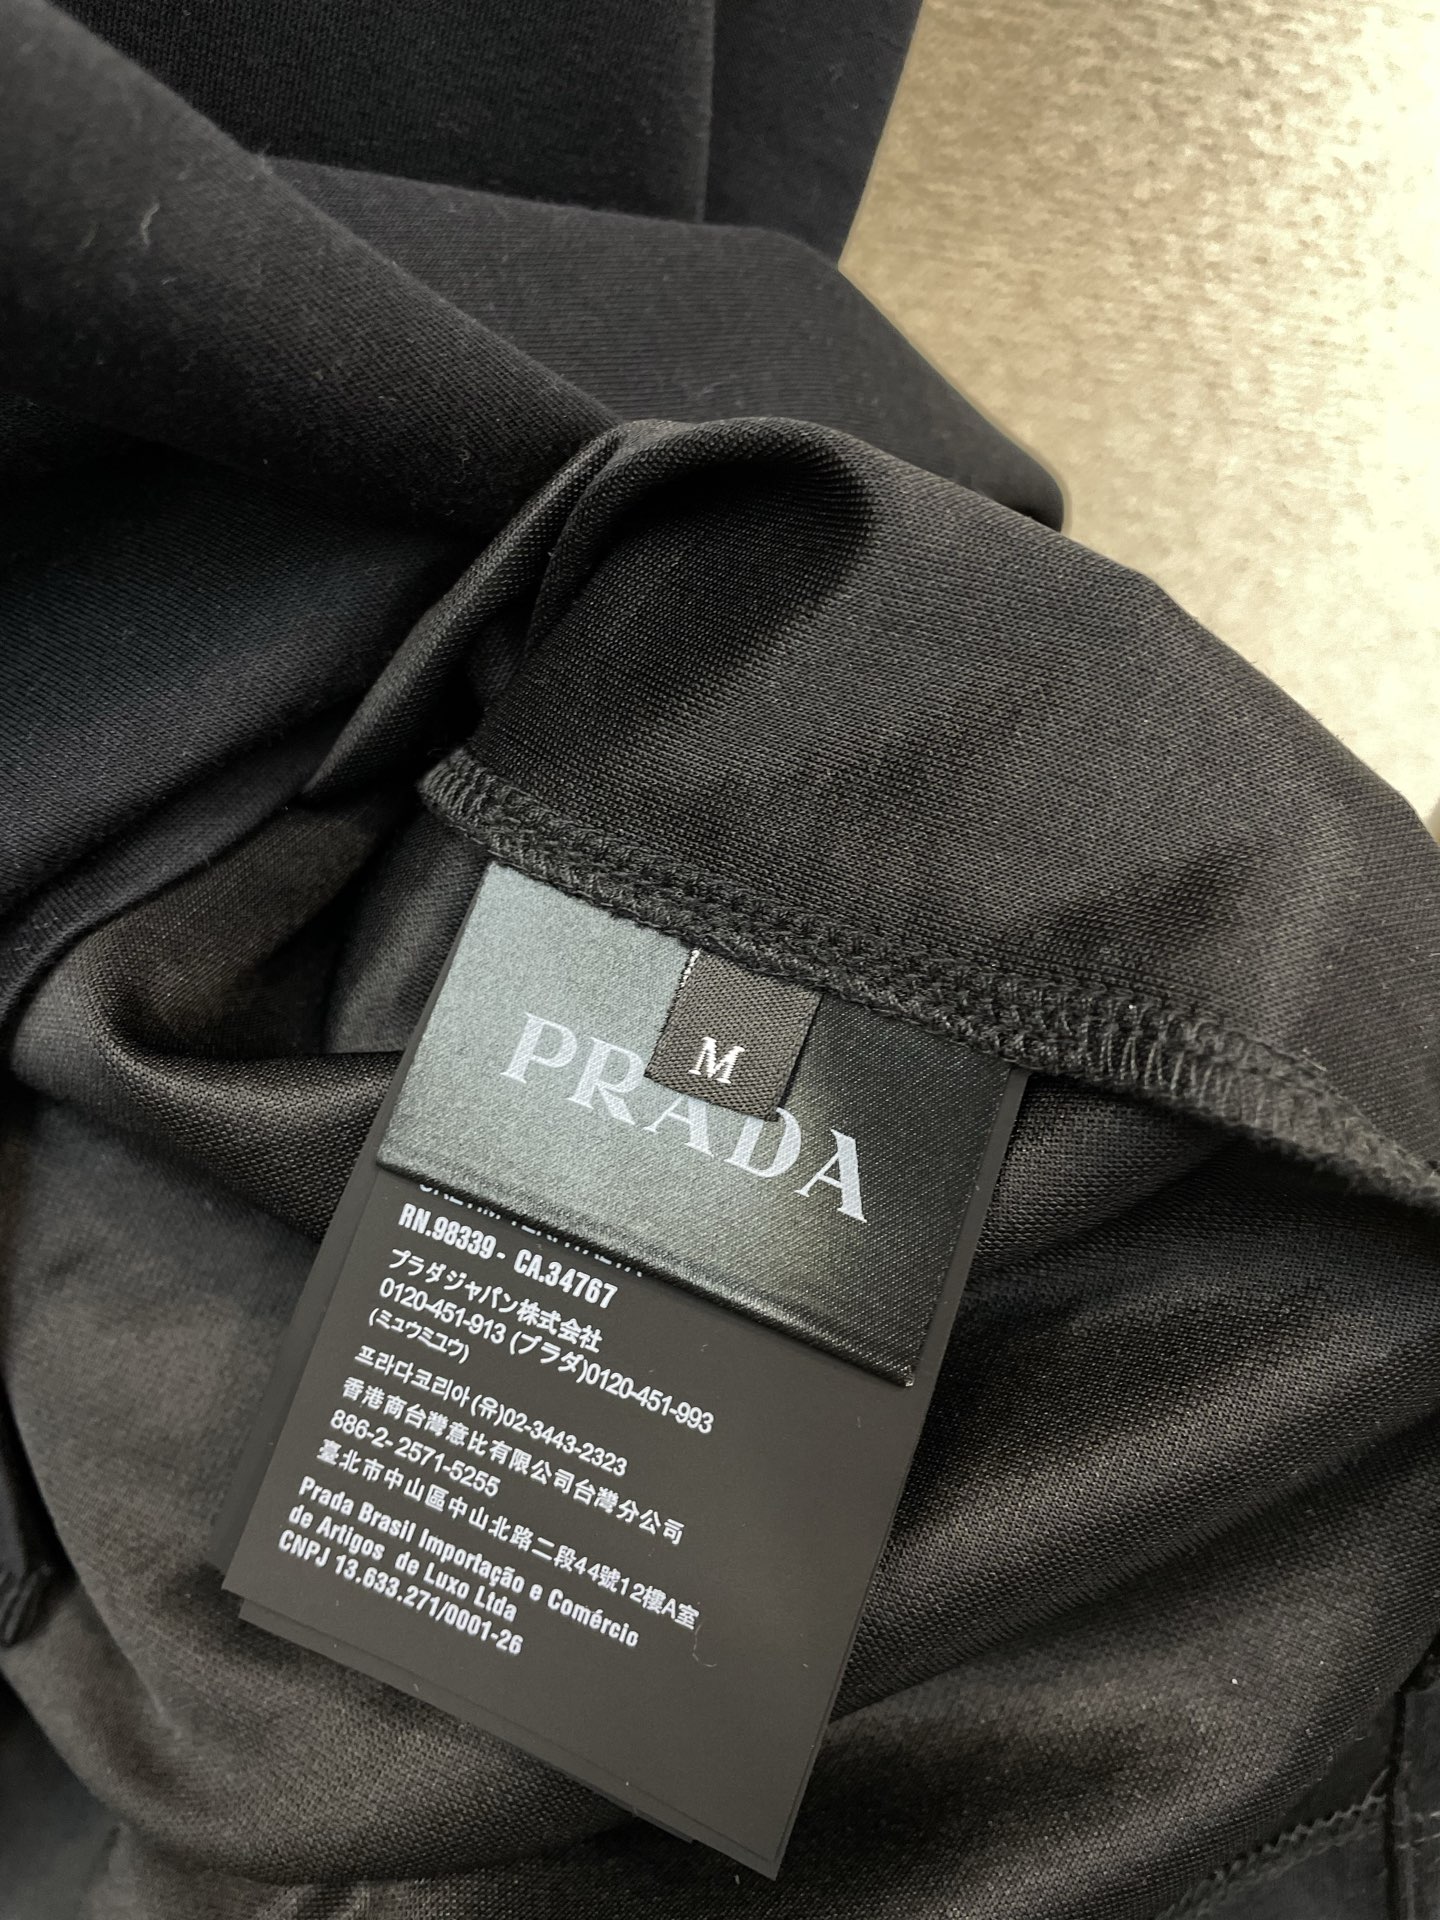 PRADA
M
RN.98339- CA.34767
プラダジャパン株式会社
0120-451-913 (プラダ)0120-451-993
(ミュウミュウ)
프라다코리아(유)02-3443-2323
香港商台灣意比有限公司台灣分公司
886-2- 2571-5255
臺北市中山區中山北路二段44號12樓A室
Prada Brasil Importação e Comércio
de Artigos de Luxo Ltda
CNPJ 13.633.271/0001-26